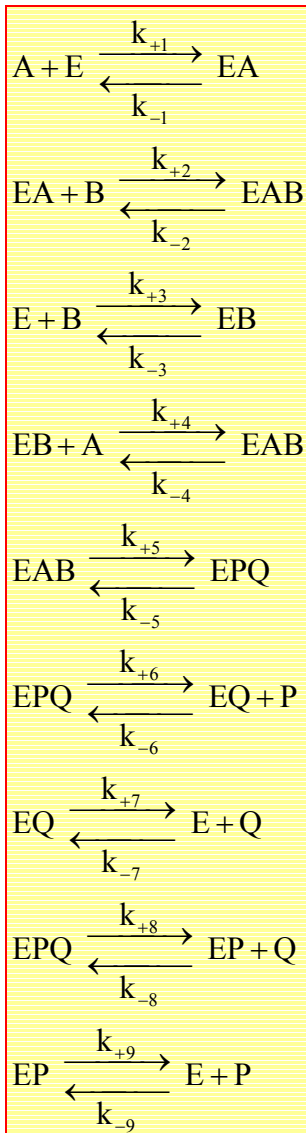 k₊₁
A + E ⇄ EA
k₋₁
k₊₂
EA + B ⇄ EAB
k₋₂
k₊₃
E + B ⇄ EB
k₋₃
k₊₄
EB + A ⇄ EAB
k₋₄
k₊₅
EAB ⇄ EPQ
k₋₅
k₊₆
EPQ ⇄ EQ + P
k₋₆
k₊₇
EQ ⇄ E + Q
k₋₇
k₊₈
EPQ ⇄ EP + Q
k₋₈
k₊₉
EP ⇄ E + P
k₋₉